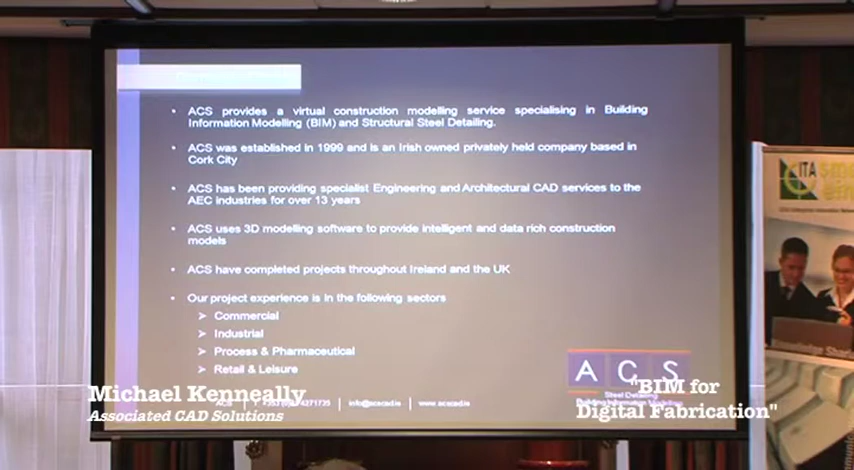 ACS provides a virtual construction modelling service specialising in Building
Information Modelling (BIM) and Structural Steel Detailing.
ACS was established in 1999 and is an Irish owned privately held company based in
Cork City
ACS has been providing specialist Engineering and Architectural CAD services to the
AEC industries for over 13 years
ACS uses 3D modelling software to provide intelligent and data rich construction
models
ACS have completed projects throughout Ireland and the UK
Our project experience is in the following sectors
Commercial
Industrial
Process & Pharmaceutical
Retail & Leisure
ACS
Steel Detailing
Building Information Modelling
ACS | | info@acscad.ie | www.acscad.ie
Michael Kenneally
Associated CAD Solutions
"BIM for
Digital Fabrication"
ITA